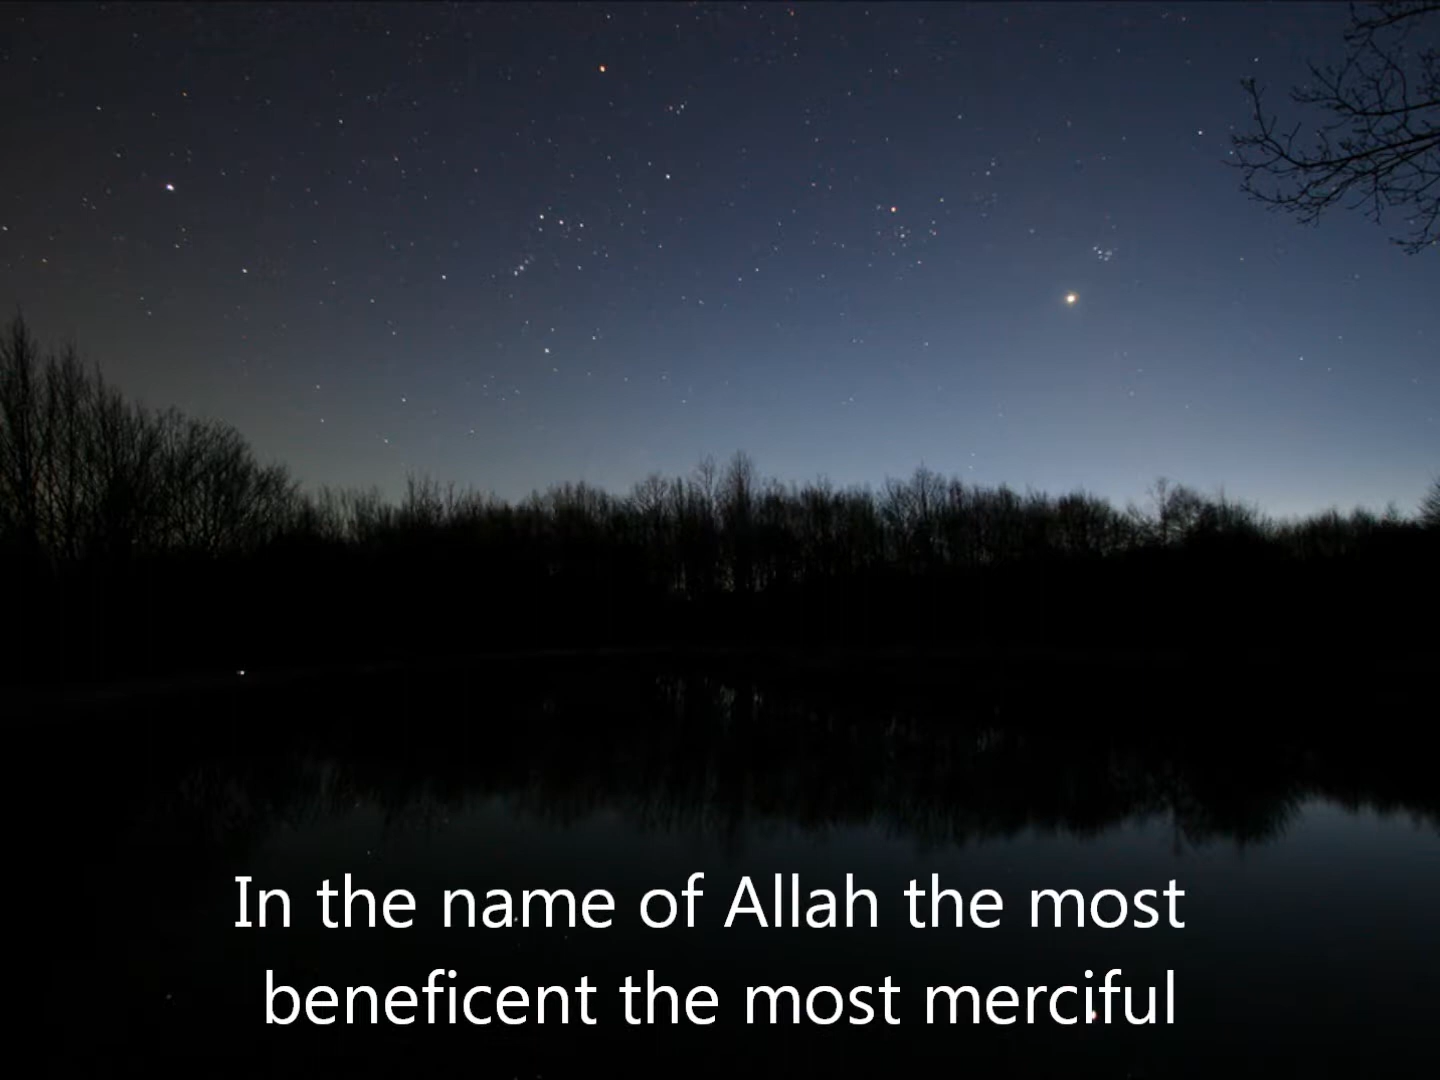 In the name of Allah the most
beneficent the most merciful